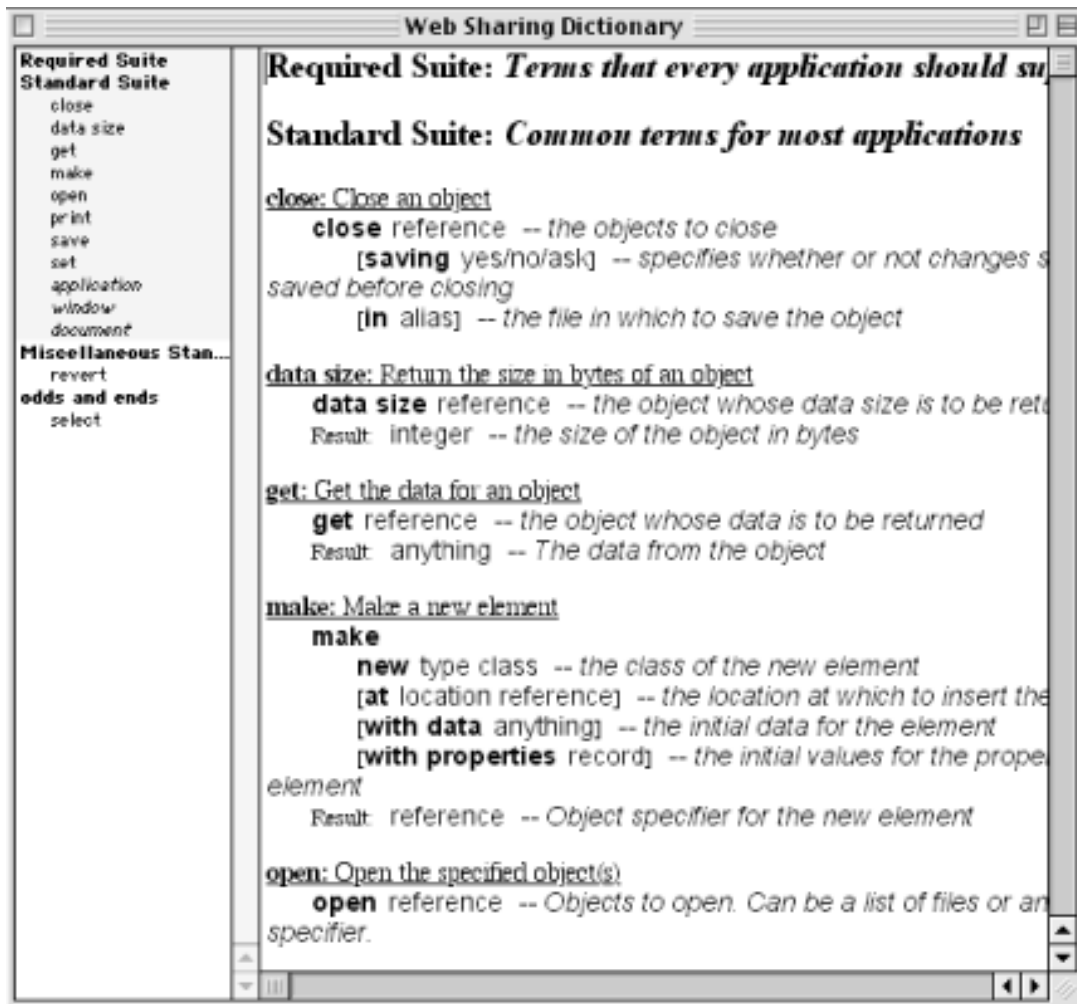 Web Sharing Dictionary
Required Suite
Standard Suite
close
data size
get
make
open
print
save
set
application
window
document
Miscellaneous Stan...
revert
odds and ends
select
Required Suite: Terms that every application should su
Standard Suite: Common terms for most applications
close: Close an object
close reference -- the objects to close
[saving yes/no/ask] -- specifies whether or not changes s
saved before closing
[in alias] -- the file in which to save the object
data size: Return the size in bytes of an object
data size reference -- the object whose data size is to be retu
Result: integer -- the size of the object in bytes
get: Get the data for an object
get reference -- the object whose data is to be returned
Result: anything -- The data from the object
make: Make a new element
make
new type class -- the class of the new element
[at location reference] -- the location at which to insert the
[with data anything] -- the initial data for the element
[with properties record] -- the initial values for the proper
element
Result: reference -- Object specifier for the new element
open: Open the specified object(s)
open reference -- Objects to open. Can be a list of files or an
specifier.